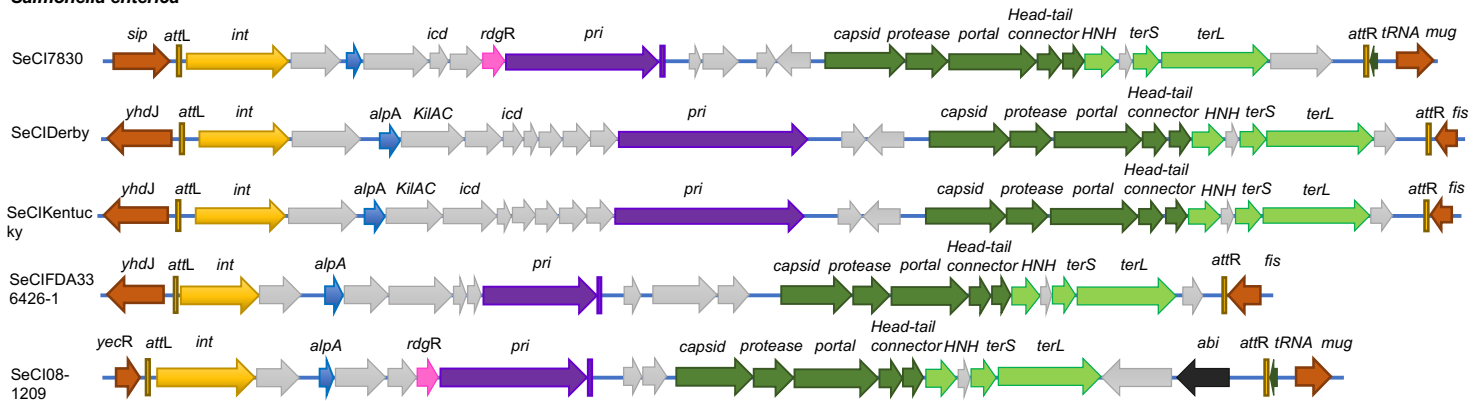 Salmonella enterica
Head-tail
sip attL int icd rdgR pri capsid protease portal connector HNH terS terL attR tRNA mug
SeCI7830
Head-tail
yhdJ attL int alpA KilAC icd pri capsid protease portal connector HNH terS terL attR fis
SeCIDerby
Head-tail
yhdJ attL int alpA KilAC icd pri capsid protease portal connector HNH terS terL attR fis
SeCIKentuc
ky
Head-tail
yhdJ attL int alpA pri capsid protease portal connector HNH terS terL attR fis
SeCIFDA33
6426-1
Head-tail
yecR attL int alpA rdgR pri capsid protease portal connector HNH terS terL abi attR tRNA mug
SeCI08-
1209